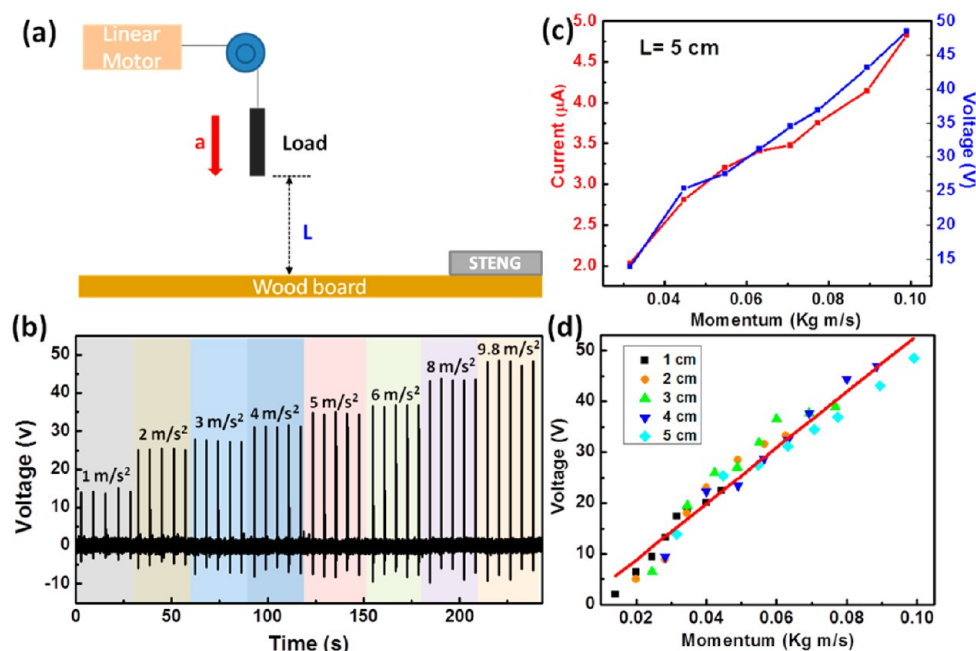 (a)
Linear
Motor
a
Load
L
STENG
Wood board
(b)
Voltage (v)
50
40
30
20
10
0
-10
1 m/s²
2 m/s²
3 m/s²
4 m/s²
5 m/s²
6 m/s²
8 m/s²
9.8 m/s²
0
50
100
150
200
Time (s)
(c)
L= 5 cm
Current (μA)
5.0
4.5
4.0
3.5
3.0
2.5
2.0
Voltage (V)
50
45
40
35
30
25
20
15
0.04
0.06
0.08
0.10
Momentum (Kg m/s)
(d)
1 cm
2 cm
3 cm
4 cm
5 cm
Voltage (V)
50
40
30
20
10
0
0.02
0.04
0.06
0.08
0.10
Momentum (Kg m/s)